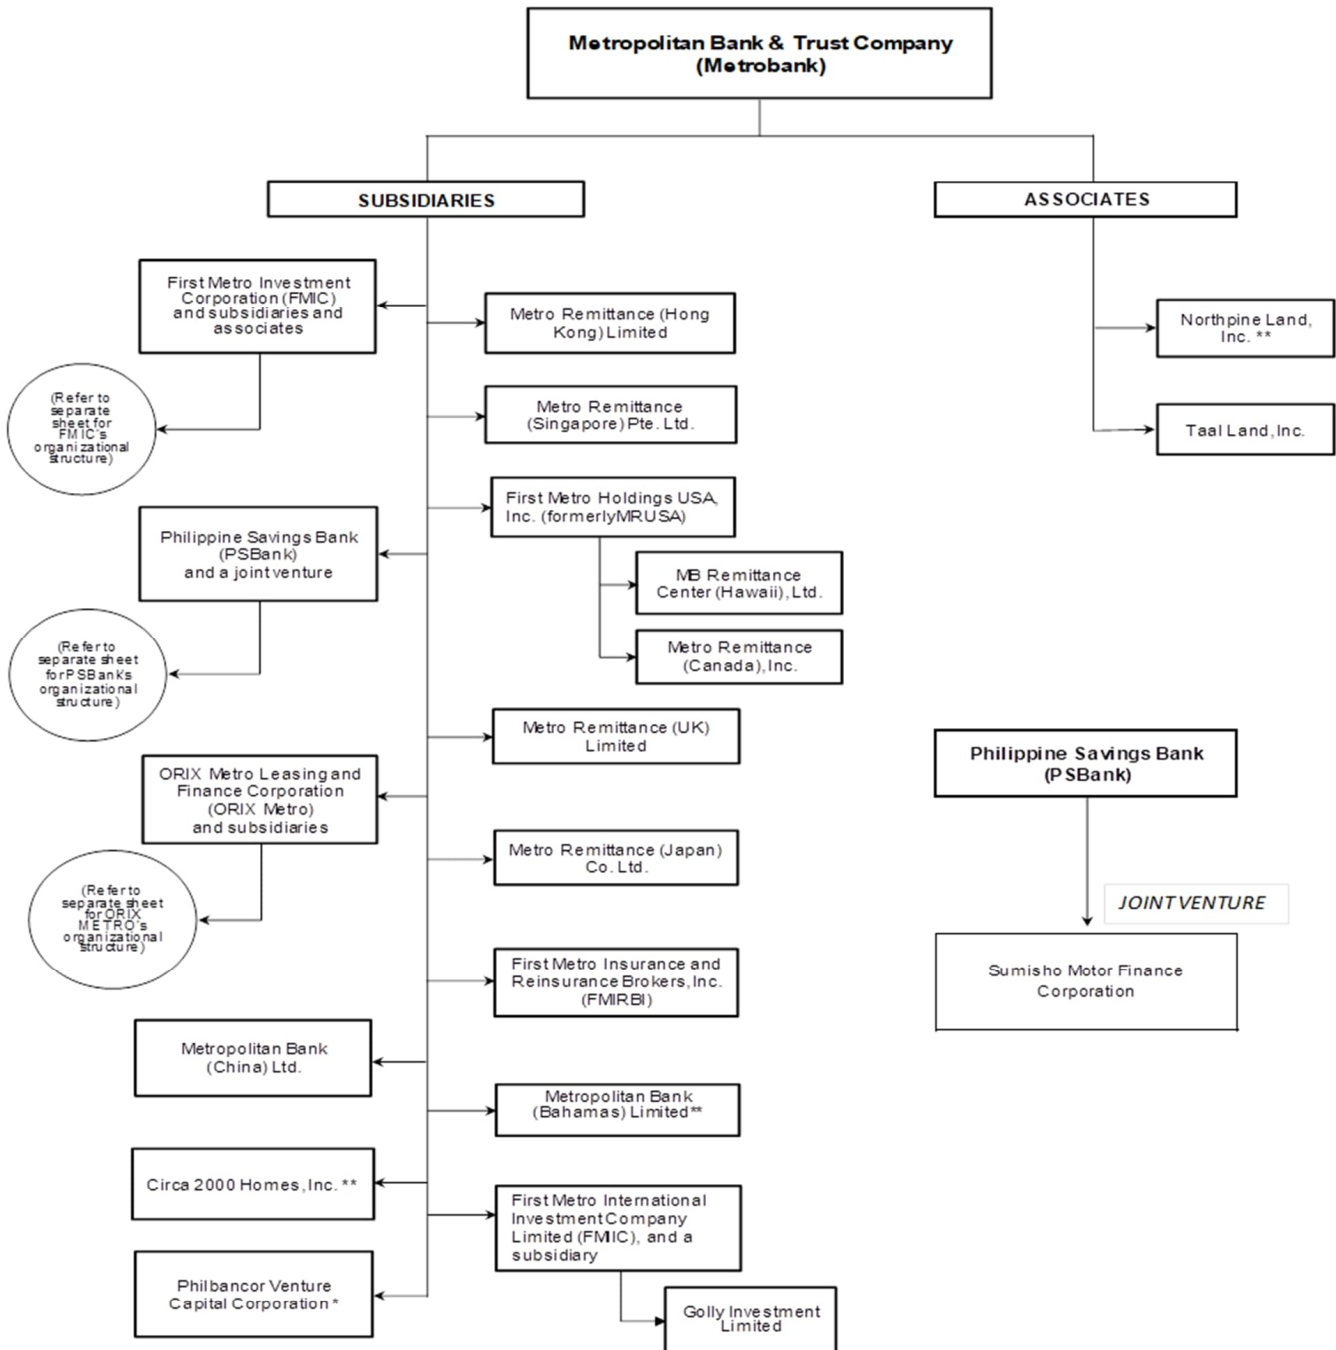 Metropolitan Bank & Trust Company
(Metrobank)
SUBSIDIARIES
ASSOCIATES
First Metro Investment
Corporation (FMIC)
and subsidiaries and
associates
Metro Remittance (Hong
Kong) Limited
Northpine Land,
Inc. **
(Refer to
separate
sheet for
FMIC's
organizational
structure)
Metro Remittance
(Singapore) Pte. Ltd.
Taal Land, Inc.
First Metro Holdings USA,
Inc. (formerly MRUSA)
Philippine Savings Bank
(PSBank)
and a joint venture
MB Remittance
Center (Hawaii), Ltd.
(Refer to
separate sheet
for PSBank's
organizational
structure)
Metro Remittance
(Canada), Inc.
Metro Remittance (UK)
Limited
Philippine Savings Bank
(PSBank)
ORIX Metro Leasing and
Finance Corporation
(ORIX Metro)
and subsidiaries
Metro Remittance (Japan)
Co. Ltd.
(Refer to
separate sheet
for ORIX
METRO's
organizational
structure)
JOINT VENTURE
First Metro Insurance and
Reinsurance Brokers, Inc.
(FMIRBI)
Sumisho Motor Finance
Corporation
Metropolitan Bank
(China) Ltd.
Metropolitan Bank
(Bahamas) Limited**
Circa 2000 Homes, Inc. **
First Metro International
Investment Company
Limited (FMIIC), and a
subsidiary
Philbancor Venture
Capital Corporation *
Golly Investment
Limited